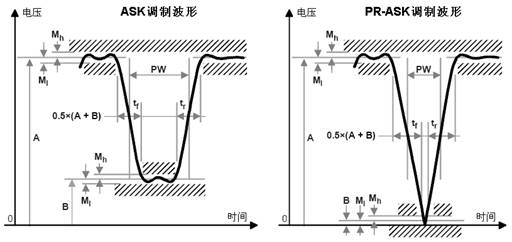 ASK调制波形
电压
Mh
Ml
PW
tf
tr
0.5×(A + B)
A
Mh
Ml
B
0
时间
PR-ASK调制波形
电压
Mh
Ml
PW
tf
tr
0.5×(A + B)
A
B
Ml
Mh
0
时间